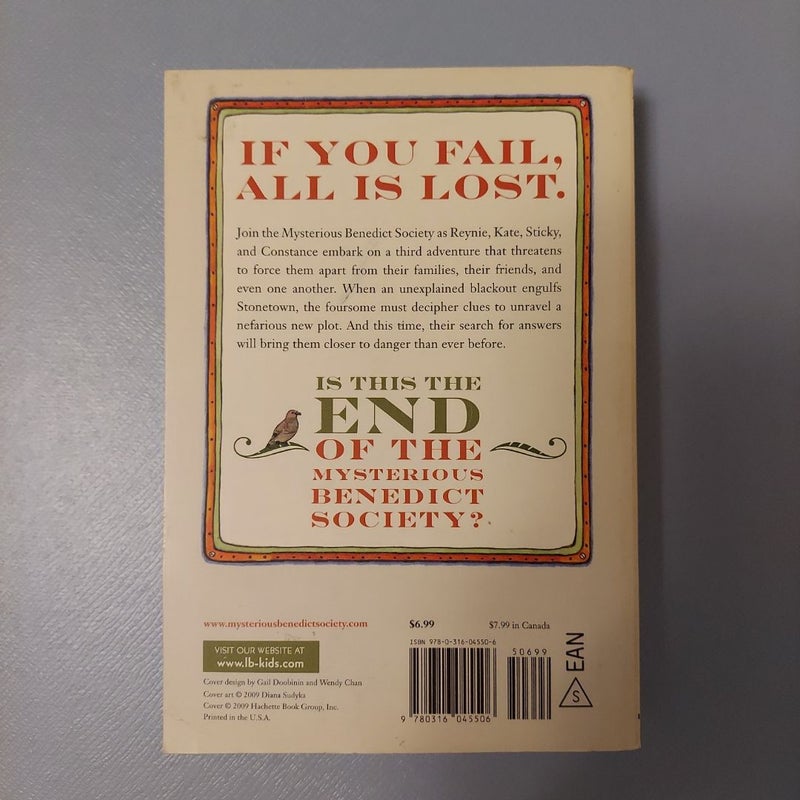 IF YOU FAIL,
ALL IS LOST.
Join the Mysterious Benedict Society as Reynie, Kate, Sticky,
and Constance embark on a third adventure that threatens
to force them apart from their families, their friends, and
even one another. When an unexplained blackout engulfs
Stonetown, the foursome must decipher clues to unravel a
nefarious new plot. And this time, their search for answers
will bring them closer to danger than ever before.
IS THIS THE
END
OF THE
MYSTERIOUS
BENEDICT
SOCIETY?
www.mysteriousbenedictsociety.com
VISIT OUR WEBSITE AT
www.lb-kids.com
Cover design by Gail Doobinin and Wendy Chan
Cover art © 2009 Diana Sudyka
Cover © 2009 Hachette Book Group, Inc.
Printed in the U.S.A.
$6.99 $7.99 in Canada
ISBN 978-0-316-04550-6
50699
9 780316 045506
S EAN